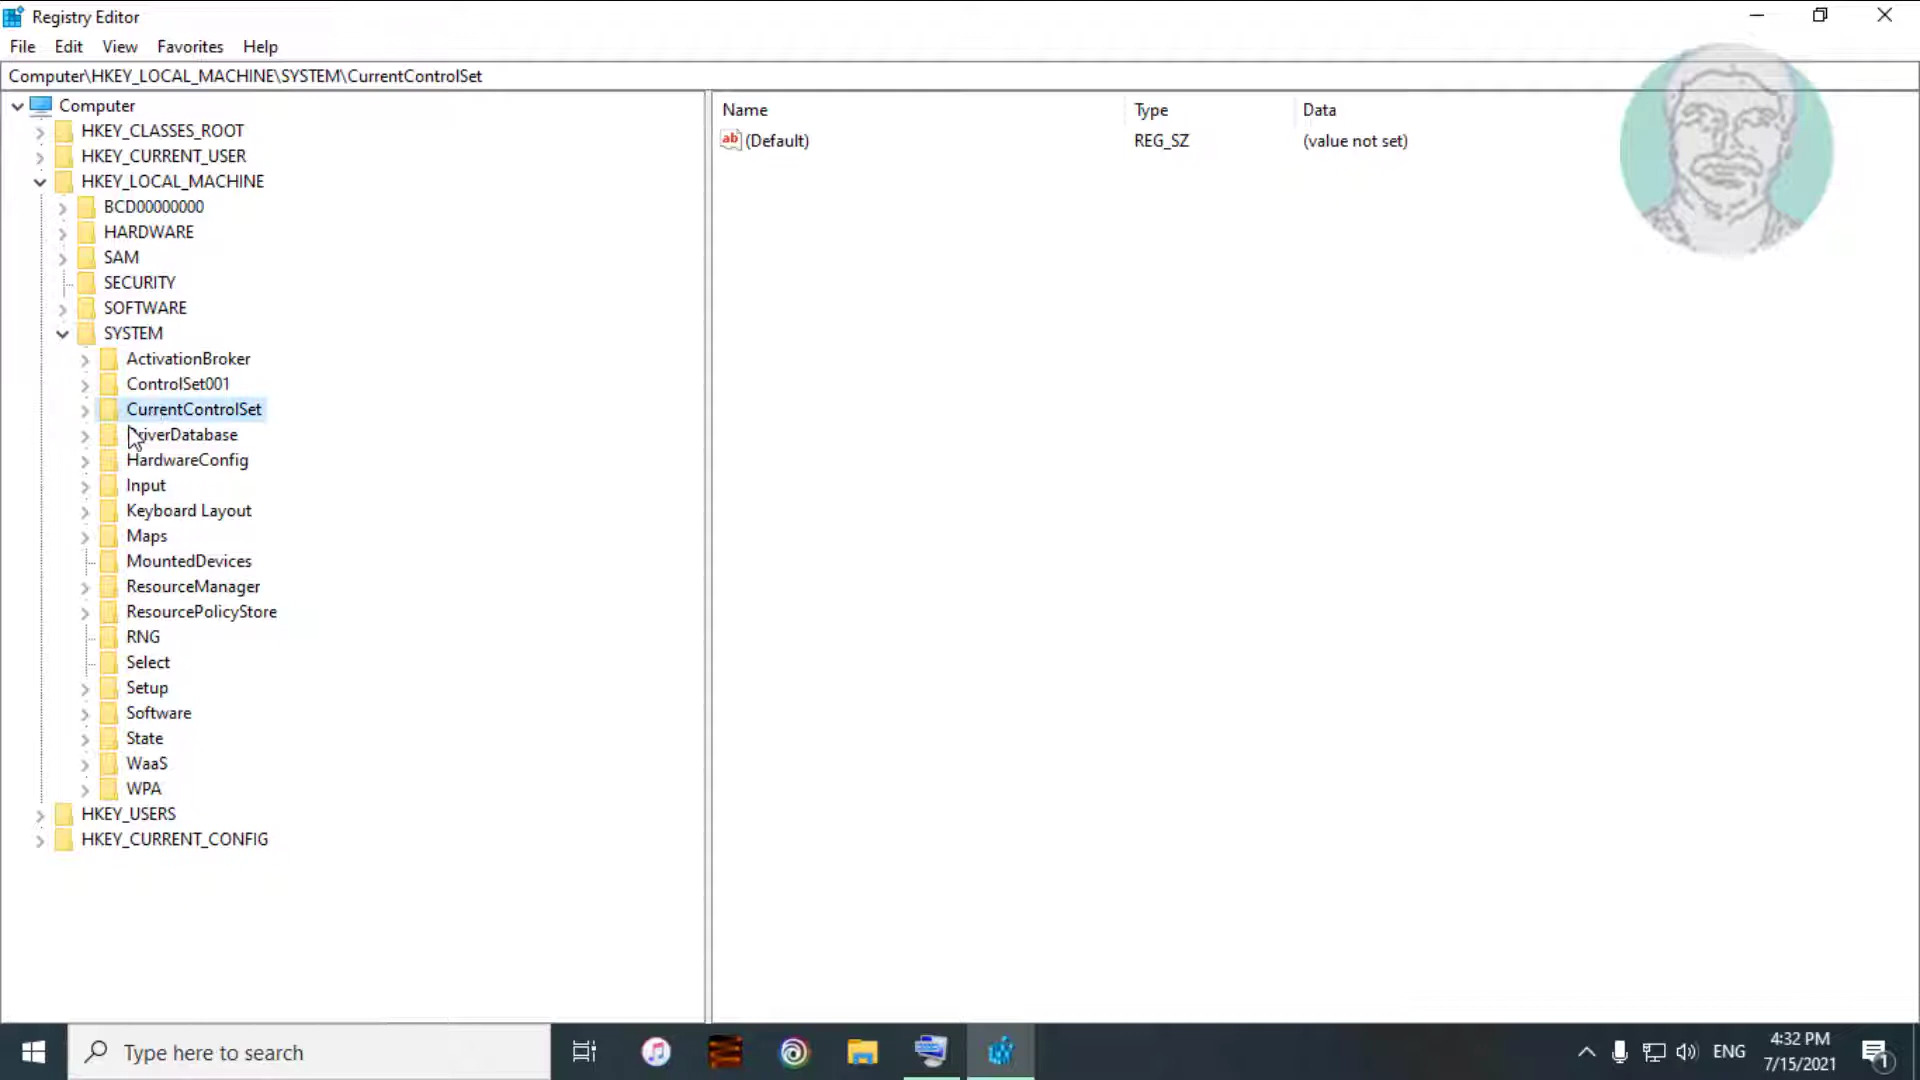 Registry Editor
File Edit View Favorites Help
Computer\HKEY_LOCAL_MACHINE\SYSTEM\CurrentControlSet
Computer
HKEY_CLASSES_ROOT
HKEY_CURRENT_USER
HKEY_LOCAL_MACHINE
BCD00000000
HARDWARE
SAM
SECURITY
SOFTWARE
SYSTEM
ActivationBroker
ControlSet001
CurrentControlSet
DriverDatabase
HardwareConfig
Input
Keyboard Layout
Maps
MountedDevices
ResourceManager
ResourcePolicyStore
RNG
Select
Setup
Software
State
WaaS
WPA
HKEY_USERS
HKEY_CURRENT_CONFIG
Name Type Data
ab (Default) REG_SZ (value not set)
Type here to search
ENG
4:32 PM
7/15/2021
1